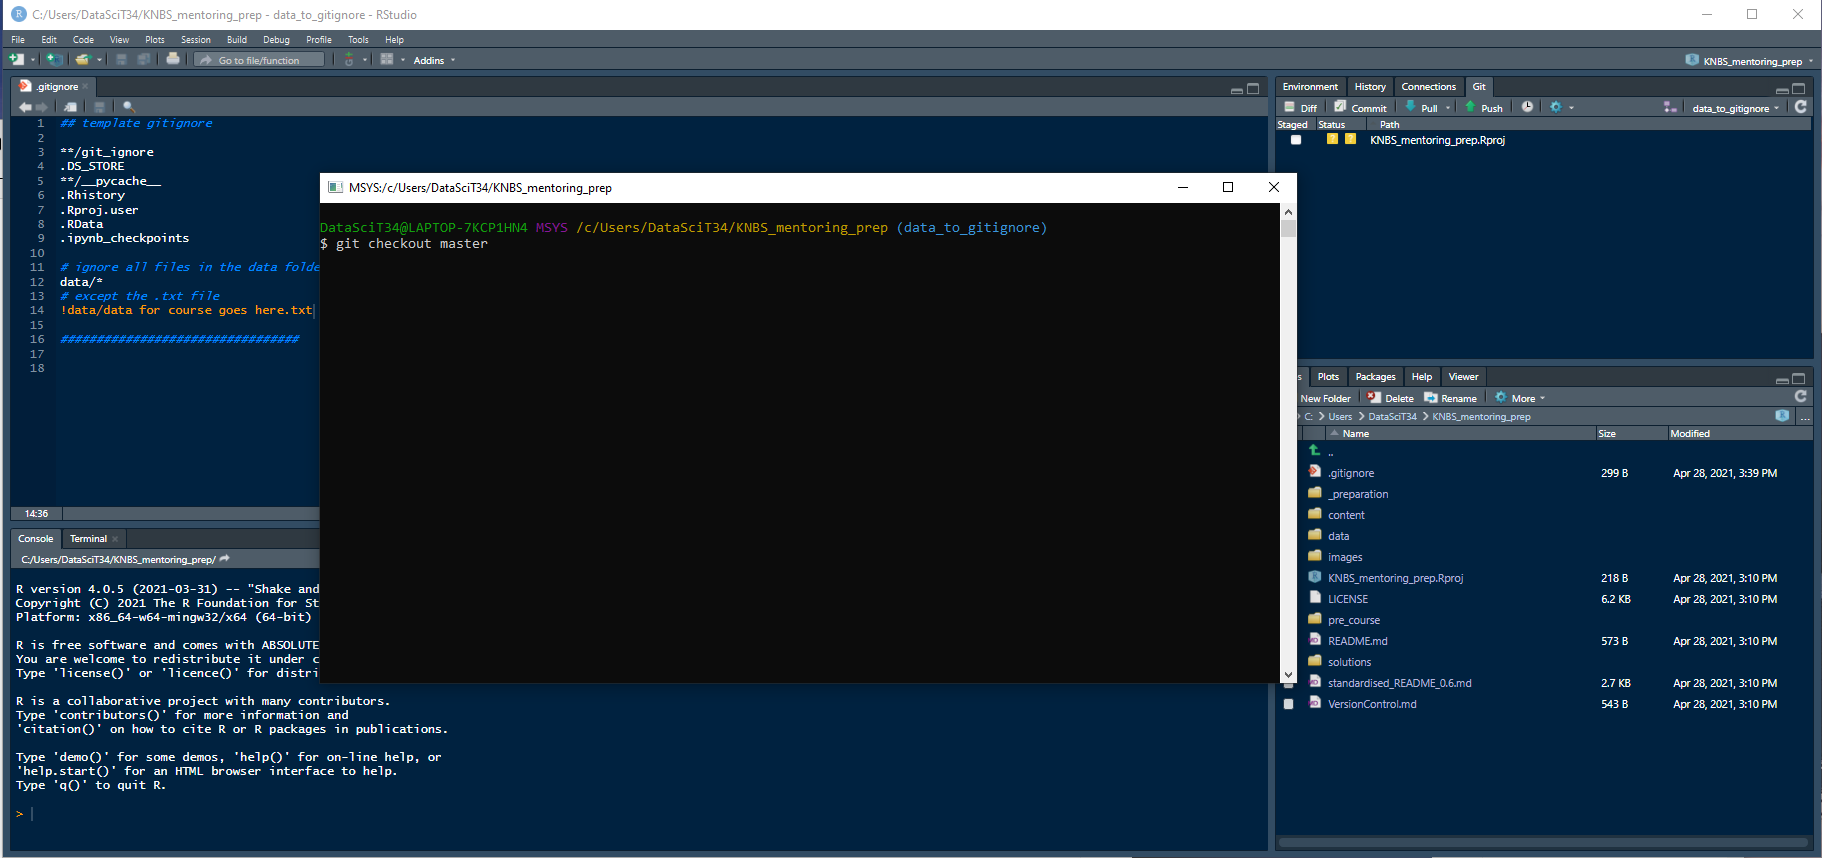 C:/Users/DataSciT34/KNBS_mentoring_prep - data_to_gitignore - RStudio
File Edit Code View Plots Session Build Debug Profile Tools Help
Go to file/function Addins KNBS_mentoring_prep
.gitignore
1 ## template gitignore
2
3 **/git_ignore
4 .DS_STORE
5 **/__pycache__
6 .Rhistory
7 .Rproj.user
8 .RData
9 .ipynb_checkpoints
10
11 # ignore all files in the data folde
12 data/*
13 # except the .txt file
14 !data/data for course goes here.txt
15
16 #################################
17
18
14:36
MSYS:/c/Users/DataSciT34/KNBS_mentoring_prep
DataSciT34@LAPTOP-7KCP1HN4 MSYS /c/Users/DataSciT34/KNBS_mentoring_prep (data_to_gitignore)
$ git checkout master
Console Terminal
C:/Users/DataSciT34/KNBS_mentoring_prep/
R version 4.0.5 (2021-03-31) -- "Shake and
Copyright (C) 2021 The R Foundation for St
Platform: x86_64-w64-mingw32/x64 (64-bit)
R is free software and comes with ABSOLUTE
You are welcome to redistribute it under c
Type 'license()' or 'licence()' for distri
R is a collaborative project with many contributors.
Type 'contributors()' for more information and
'citation()' on how to cite R or R packages in publications.
Type 'demo()' for some demos, 'help()' for on-line help, or
'help.start()' for an HTML browser interface to help.
Type 'q()' to quit R.
>
Environment History Connections Git
Diff Commit Pull Push data_to_gitignore
Staged Status Path
? ? KNBS_mentoring_prep.Rproj
s Plots Packages Help Viewer
New Folder Delete Rename More
C: Users DataSciT34 KNBS_mentoring_prep ...
Name Size Modified
..
.gitignore 299 B Apr 28, 2021, 3:39 PM
_preparation
content
data
images
KNBS_mentoring_prep.Rproj 218 B Apr 28, 2021, 3:10 PM
LICENSE 6.2 KB Apr 28, 2021, 3:10 PM
pre_course
README.md 573 B Apr 28, 2021, 3:10 PM
solutions
standardised_README_0.6.md 2.7 KB Apr 28, 2021, 3:10 PM
VersionControl.md 543 B Apr 28, 2021, 3:10 PM